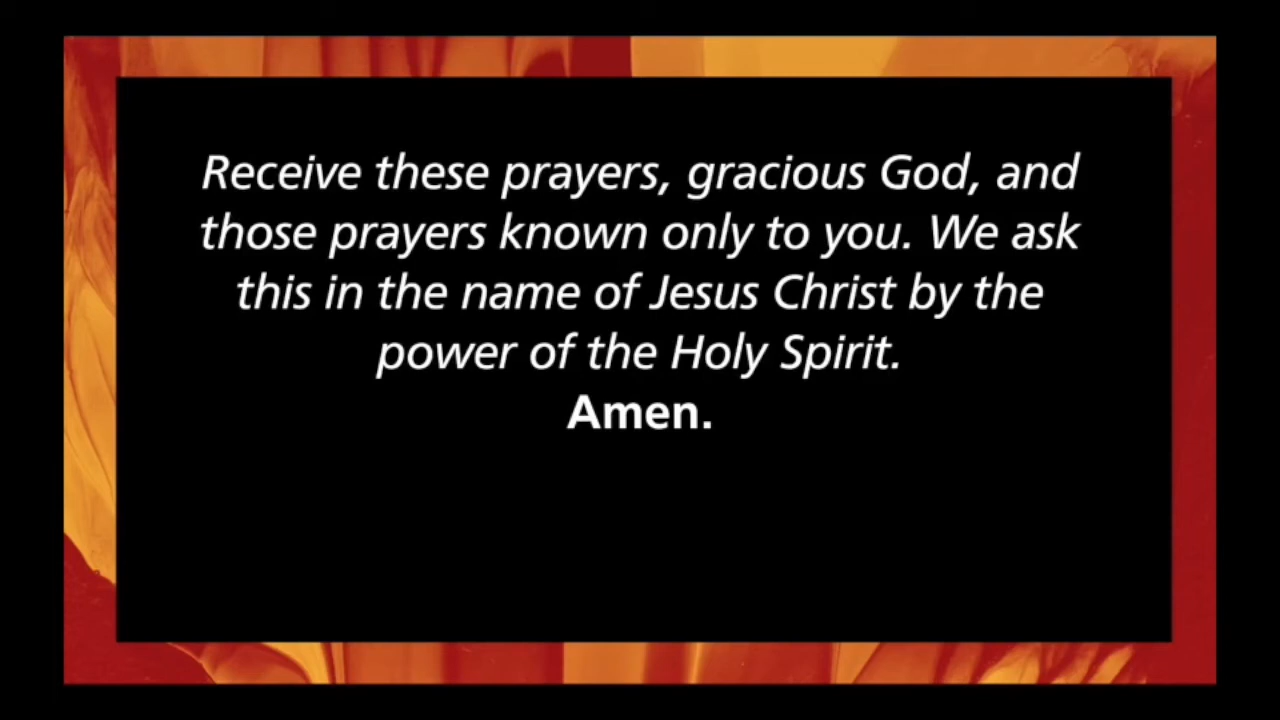 Receive these prayers, gracious God, and
those prayers known only to you. We ask
this in the name of Jesus Christ by the
power of the Holy Spirit.
Amen.